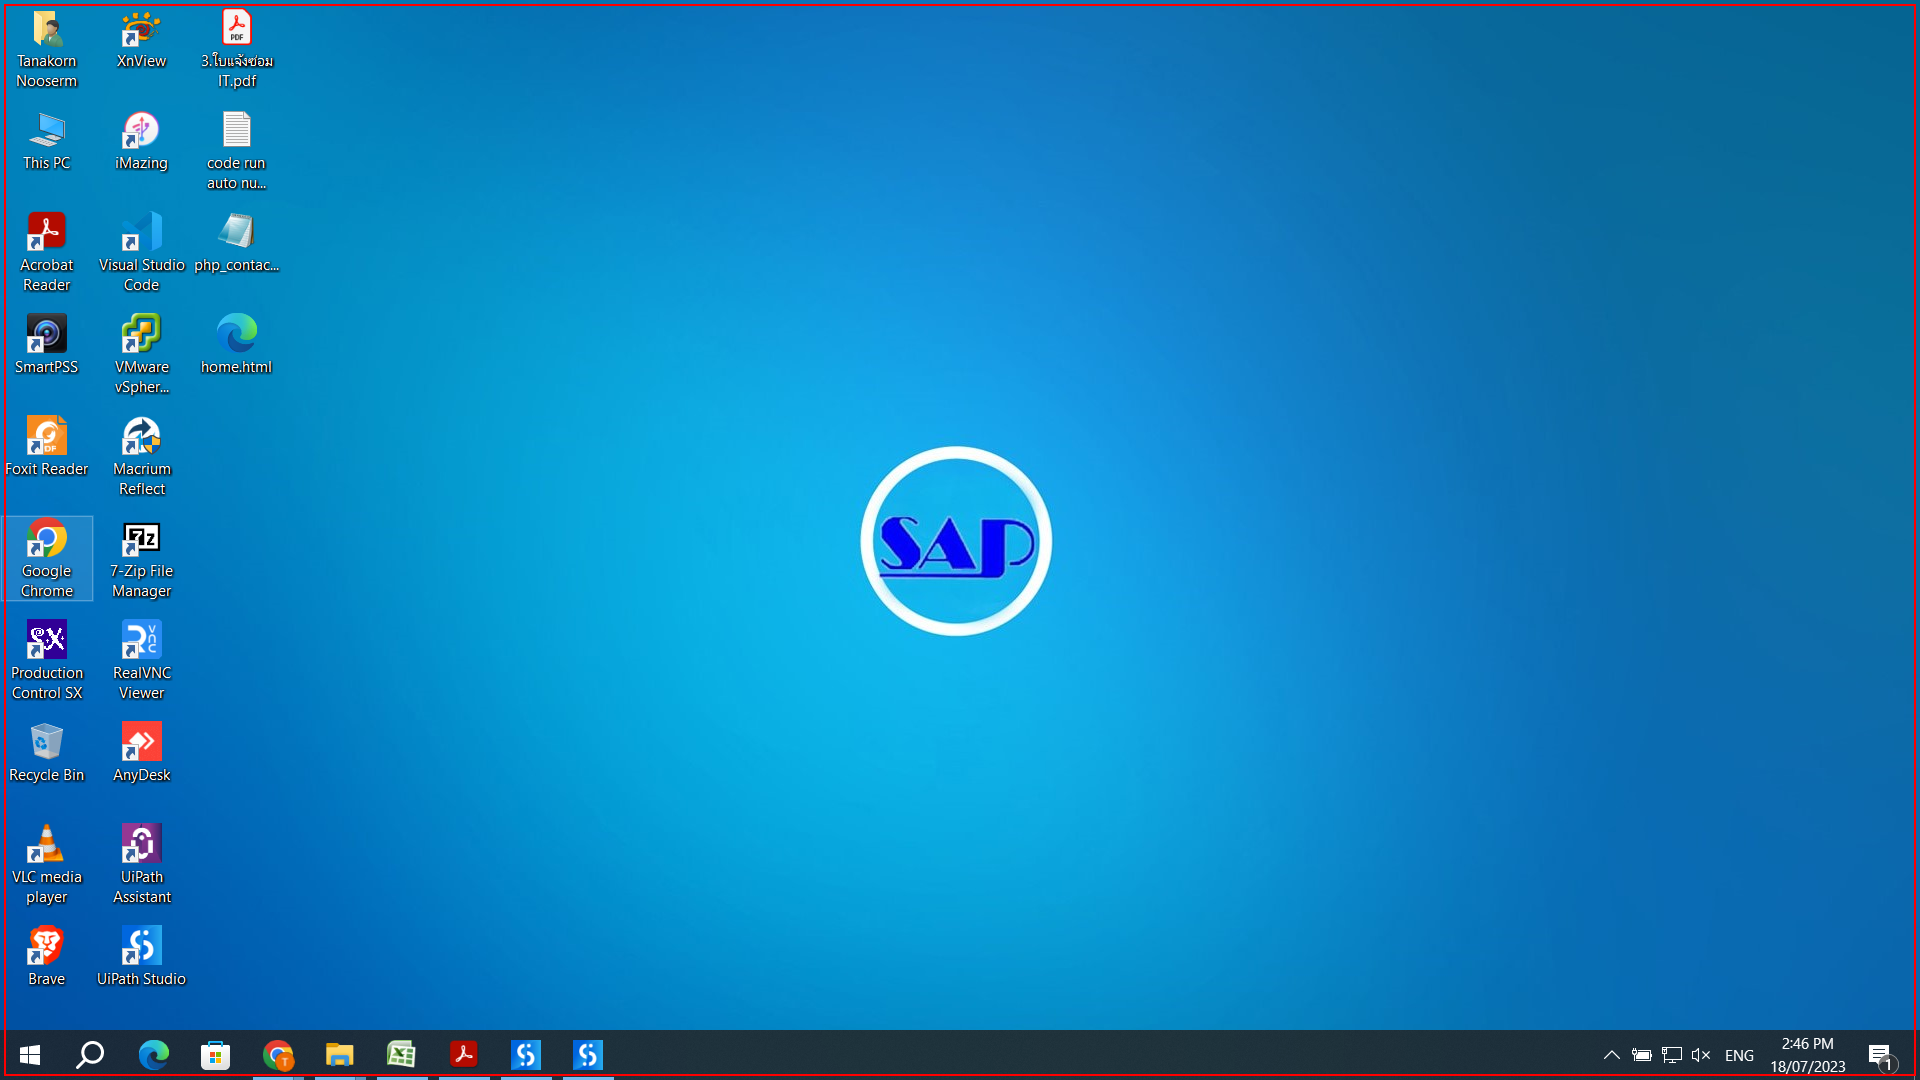 Tanakorn
Nooserm
XnView
3.ใบแจ้งซ่อม
IT.pdf
This PC
iMazing
code run
auto nu...
Acrobat
Reader
Visual Studio
Code
php_contac...
SmartPSS
VMware
vSpher...
home.html
Foxit Reader
Macrium
Reflect
Google
Chrome
7-Zip File
Manager
Production
Control SX
RealVNC
Viewer
Recycle Bin
AnyDesk
VLC media
player
UiPath
Assistant
Brave
UiPath Studio
SAP
ENG
2:46 PM
18/07/2023
1